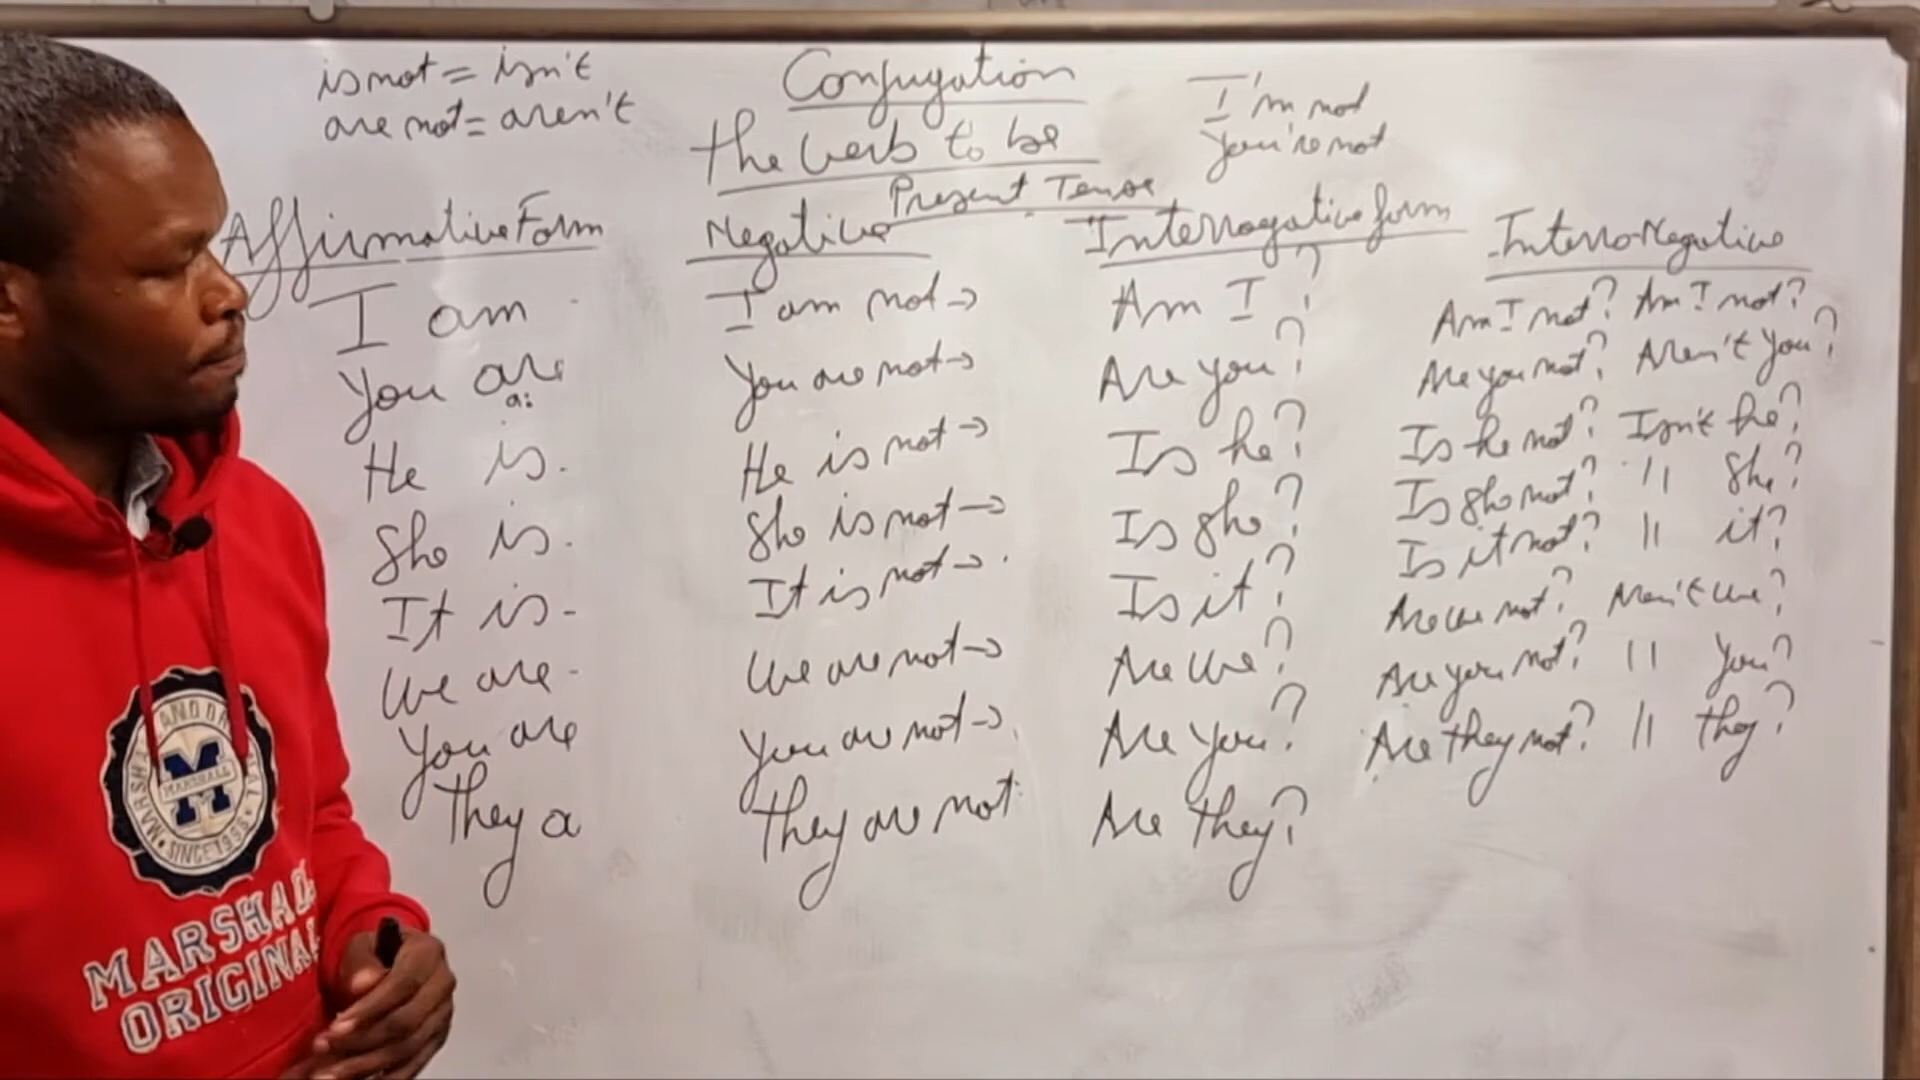 is not = isn't
are not = aren't
Conjugation
the verb to be
Present Tense
I'm not
you're not
Affirmative Form
I am
you are
a:
He is.
She is.
It is -
We are -
you are
they a
Negative
I am not →
you are not →
He is not →
She is not →
It is not →
We are not →
you are not →
they are not
Interrogative form
Am I?
Are you?
Is he?
Is she?
Is it?
Are we?
Are you?
Are they?
Interro-Negative
Am I not? Am I not?
Are you not? Aren't you?
Is he not? Isn't he?
Is she not? " she?
Is it not? " it?
Are we not? Aren't we?
Are you not? " you?
Are they not? " they?
M
MARSHALL
SINCE 1993
MARSHALL
ORIGINAL